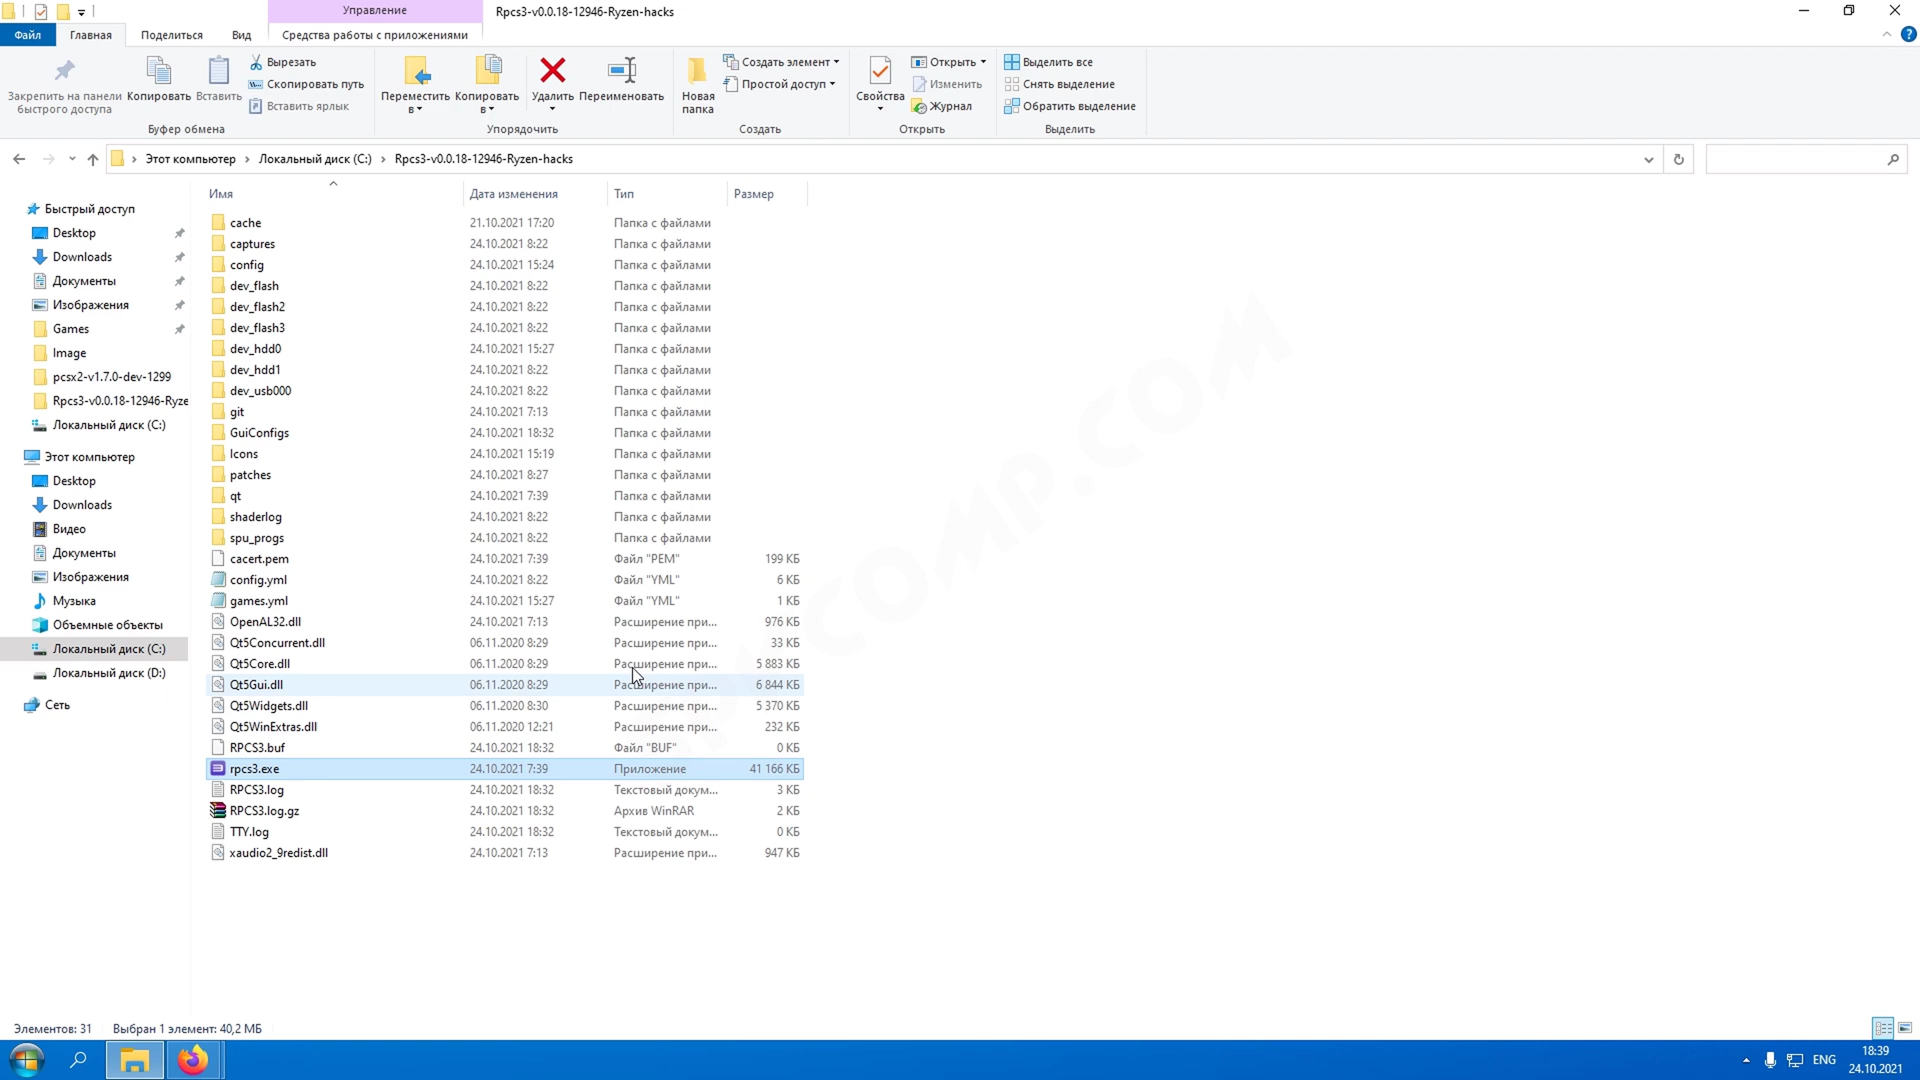 Управление
Rpcs3-v0.0.18-12946-Ryzen-hacks
Файл
Главная
Поделиться
Вид
Средства работы с приложениями
Закрепить на панели
быстрого доступа
Копировать
Вставить
Вырезать
Скопировать путь
Вставить ярлык
Буфер обмена
Переместить
в
Копировать
в
Удалить
Переименовать
Упорядочить
Новая
папка
Создать элемент
Простой доступ
Создать
Свойства
Открыть
Изменить
Журнал
Открыть
Выделить все
Снять выделение
Обратить выделение
Выделить
Этот компьютер
Локальный диск (C:)
Rpcs3-v0.0.18-12946-Ryzen-hacks
Быстрый доступ
Desktop
Downloads
Документы
Изображения
Games
Image
pcsx2-v1.7.0-dev-1299
Rpcs3-v0.0.18-12946-Ryze
Локальный диск (C:)
Этот компьютер
Desktop
Downloads
Видео
Документы
Изображения
Музыка
Объемные объекты
Локальный диск (C:)
Локальный диск (D:)
Сеть
Имя Дата изменения Тип Размер
cache 21.10.2021 17:20 Папка с файлами
captures 24.10.2021 8:22 Папка с файлами
config 24.10.2021 15:24 Папка с файлами
dev_flash 24.10.2021 8:22 Папка с файлами
dev_flash2 24.10.2021 8:22 Папка с файлами
dev_flash3 24.10.2021 8:22 Папка с файлами
dev_hdd0 24.10.2021 15:27 Папка с файлами
dev_hdd1 24.10.2021 8:22 Папка с файлами
dev_usb000 24.10.2021 8:22 Папка с файлами
git 24.10.2021 7:13 Папка с файлами
GuiConfigs 24.10.2021 18:32 Папка с файлами
Icons 24.10.2021 15:19 Папка с файлами
patches 24.10.2021 8:27 Папка с файлами
qt 24.10.2021 7:39 Папка с файлами
shaderlog 24.10.2021 8:22 Папка с файлами
spu_progs 24.10.2021 8:22 Папка с файлами
cacert.pem 24.10.2021 7:39 Файл "PEM" 199 КБ
config.yml 24.10.2021 8:22 Файл "YML" 6 КБ
games.yml 24.10.2021 15:27 Файл "YML" 1 КБ
OpenAL32.dll 24.10.2021 7:13 Расширение при... 976 КБ
Qt5Concurrent.dll 06.11.2020 8:29 Расширение при... 33 КБ
Qt5Core.dll 06.11.2020 8:29 Расширение при... 5 883 КБ
Qt5Gui.dll 06.11.2020 8:29 Расширение при... 6 844 КБ
Qt5Widgets.dll 06.11.2020 8:30 Расширение при... 5 370 КБ
Qt5WinExtras.dll 06.11.2020 12:21 Расширение при... 232 КБ
RPCS3.buf 24.10.2021 18:32 Файл "BUF" 0 КБ
rpcs3.exe 24.10.2021 7:39 Приложение 41 166 КБ
RPCS3.log 24.10.2021 18:32 Текстовый докум... 3 КБ
RPCS3.log.gz 24.10.2021 18:32 Архив WinRAR 2 КБ
TTY.log 24.10.2021 18:32 Текстовый докум... 0 КБ
xaudio2_9redist.dll 24.10.2021 7:13 Расширение при... 947 КБ
Элементов: 31
Выбран 1 элемент: 40,2 МБ
ENG
18:39
24.10.2021